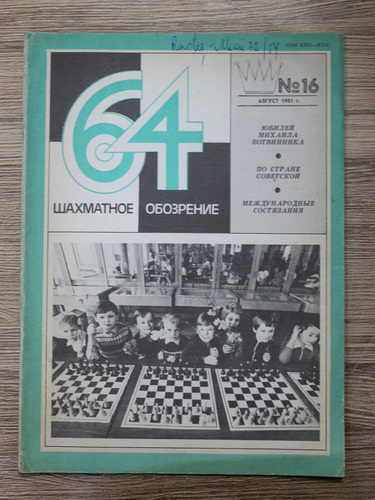 64
ШАХМАТНОЕ ОБОЗРЕНИЕ
№16
АВГУСТ 1981 г.
ЮБИЛЕЙ
МИХАИЛА
БОТВИННИКА
ПО СТРАНЕ
СОВЕТСКОЙ
МЕЖДУНАРОДНЫЕ
СОСТЯЗАНИЯ